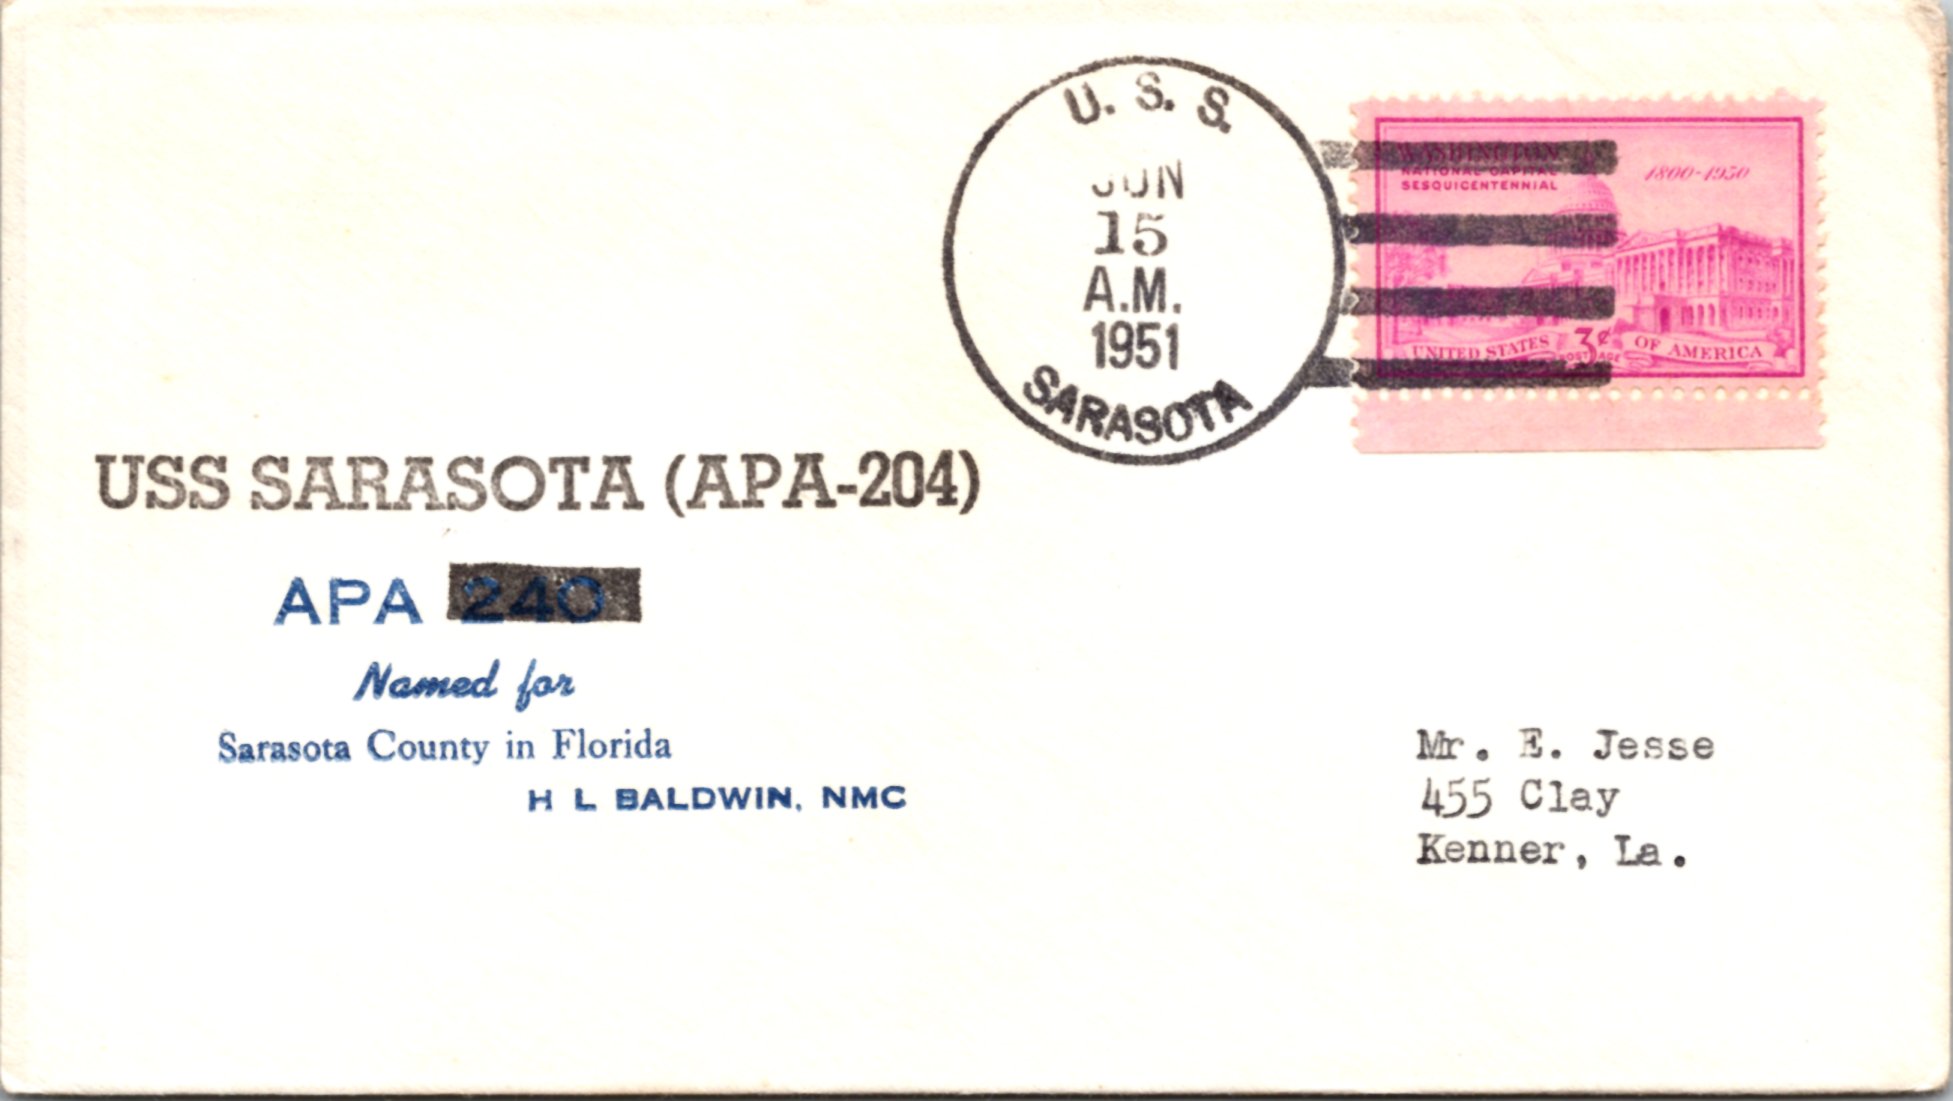 U. S. S.
JUN
15
A.M.
1951
SARASOTA
WASHINGTON
NATIONAL CAPITAL
SESQUICENTENNIAL
1800-1950
UNITED STATES 3¢ OF AMERICA
POSTAGE
USS SARASOTA (APA-204)
APA 240
Named for
Sarasota County in Florida
H L BALDWIN, NMC
Mr. E. Jesse
455 Clay
Kenner, La.